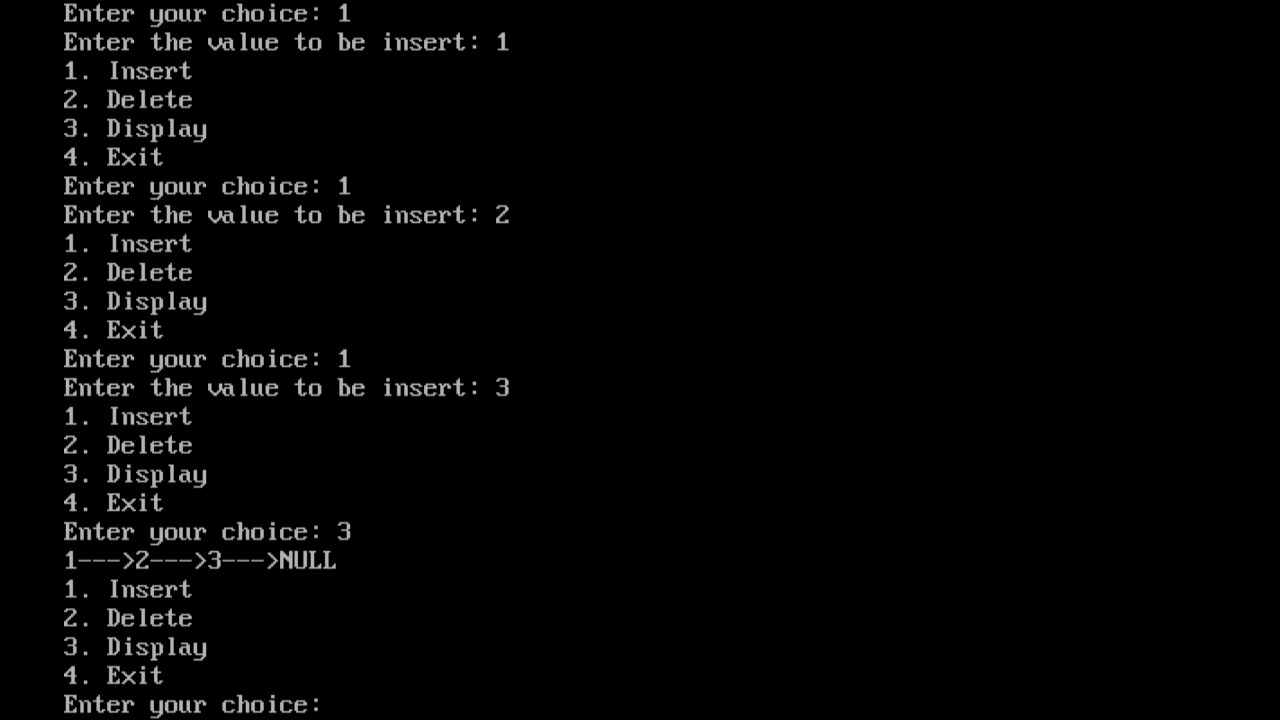 Enter your choice: 1
Enter the value to be insert: 1
1. Insert
2. Delete
3. Display
4. Exit
Enter your choice: 1
Enter the value to be insert: 2
1. Insert
2. Delete
3. Display
4. Exit
Enter your choice: 1
Enter the value to be insert: 3
1. Insert
2. Delete
3. Display
4. Exit
Enter your choice: 3
1--->2--->3--->NULL
1. Insert
2. Delete
3. Display
4. Exit
Enter your choice: